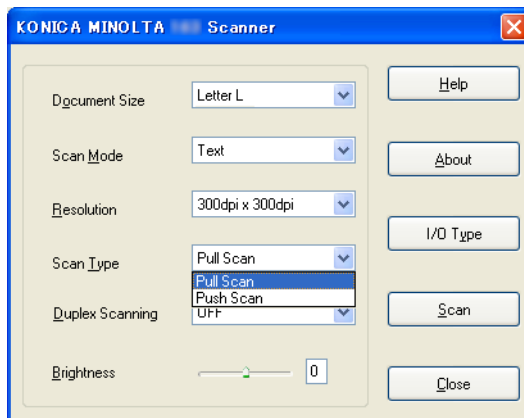 KONICA MINOLTA Scanner
Document Size
Letter L
Help
Scan Mode
Text
About
Resolution
300dpi x 300dpi
I/O Type
Scan Type
Pull Scan
Pull Scan
Push Scan
Duplex Scanning
OFF
Scan
Brightness
0
Close